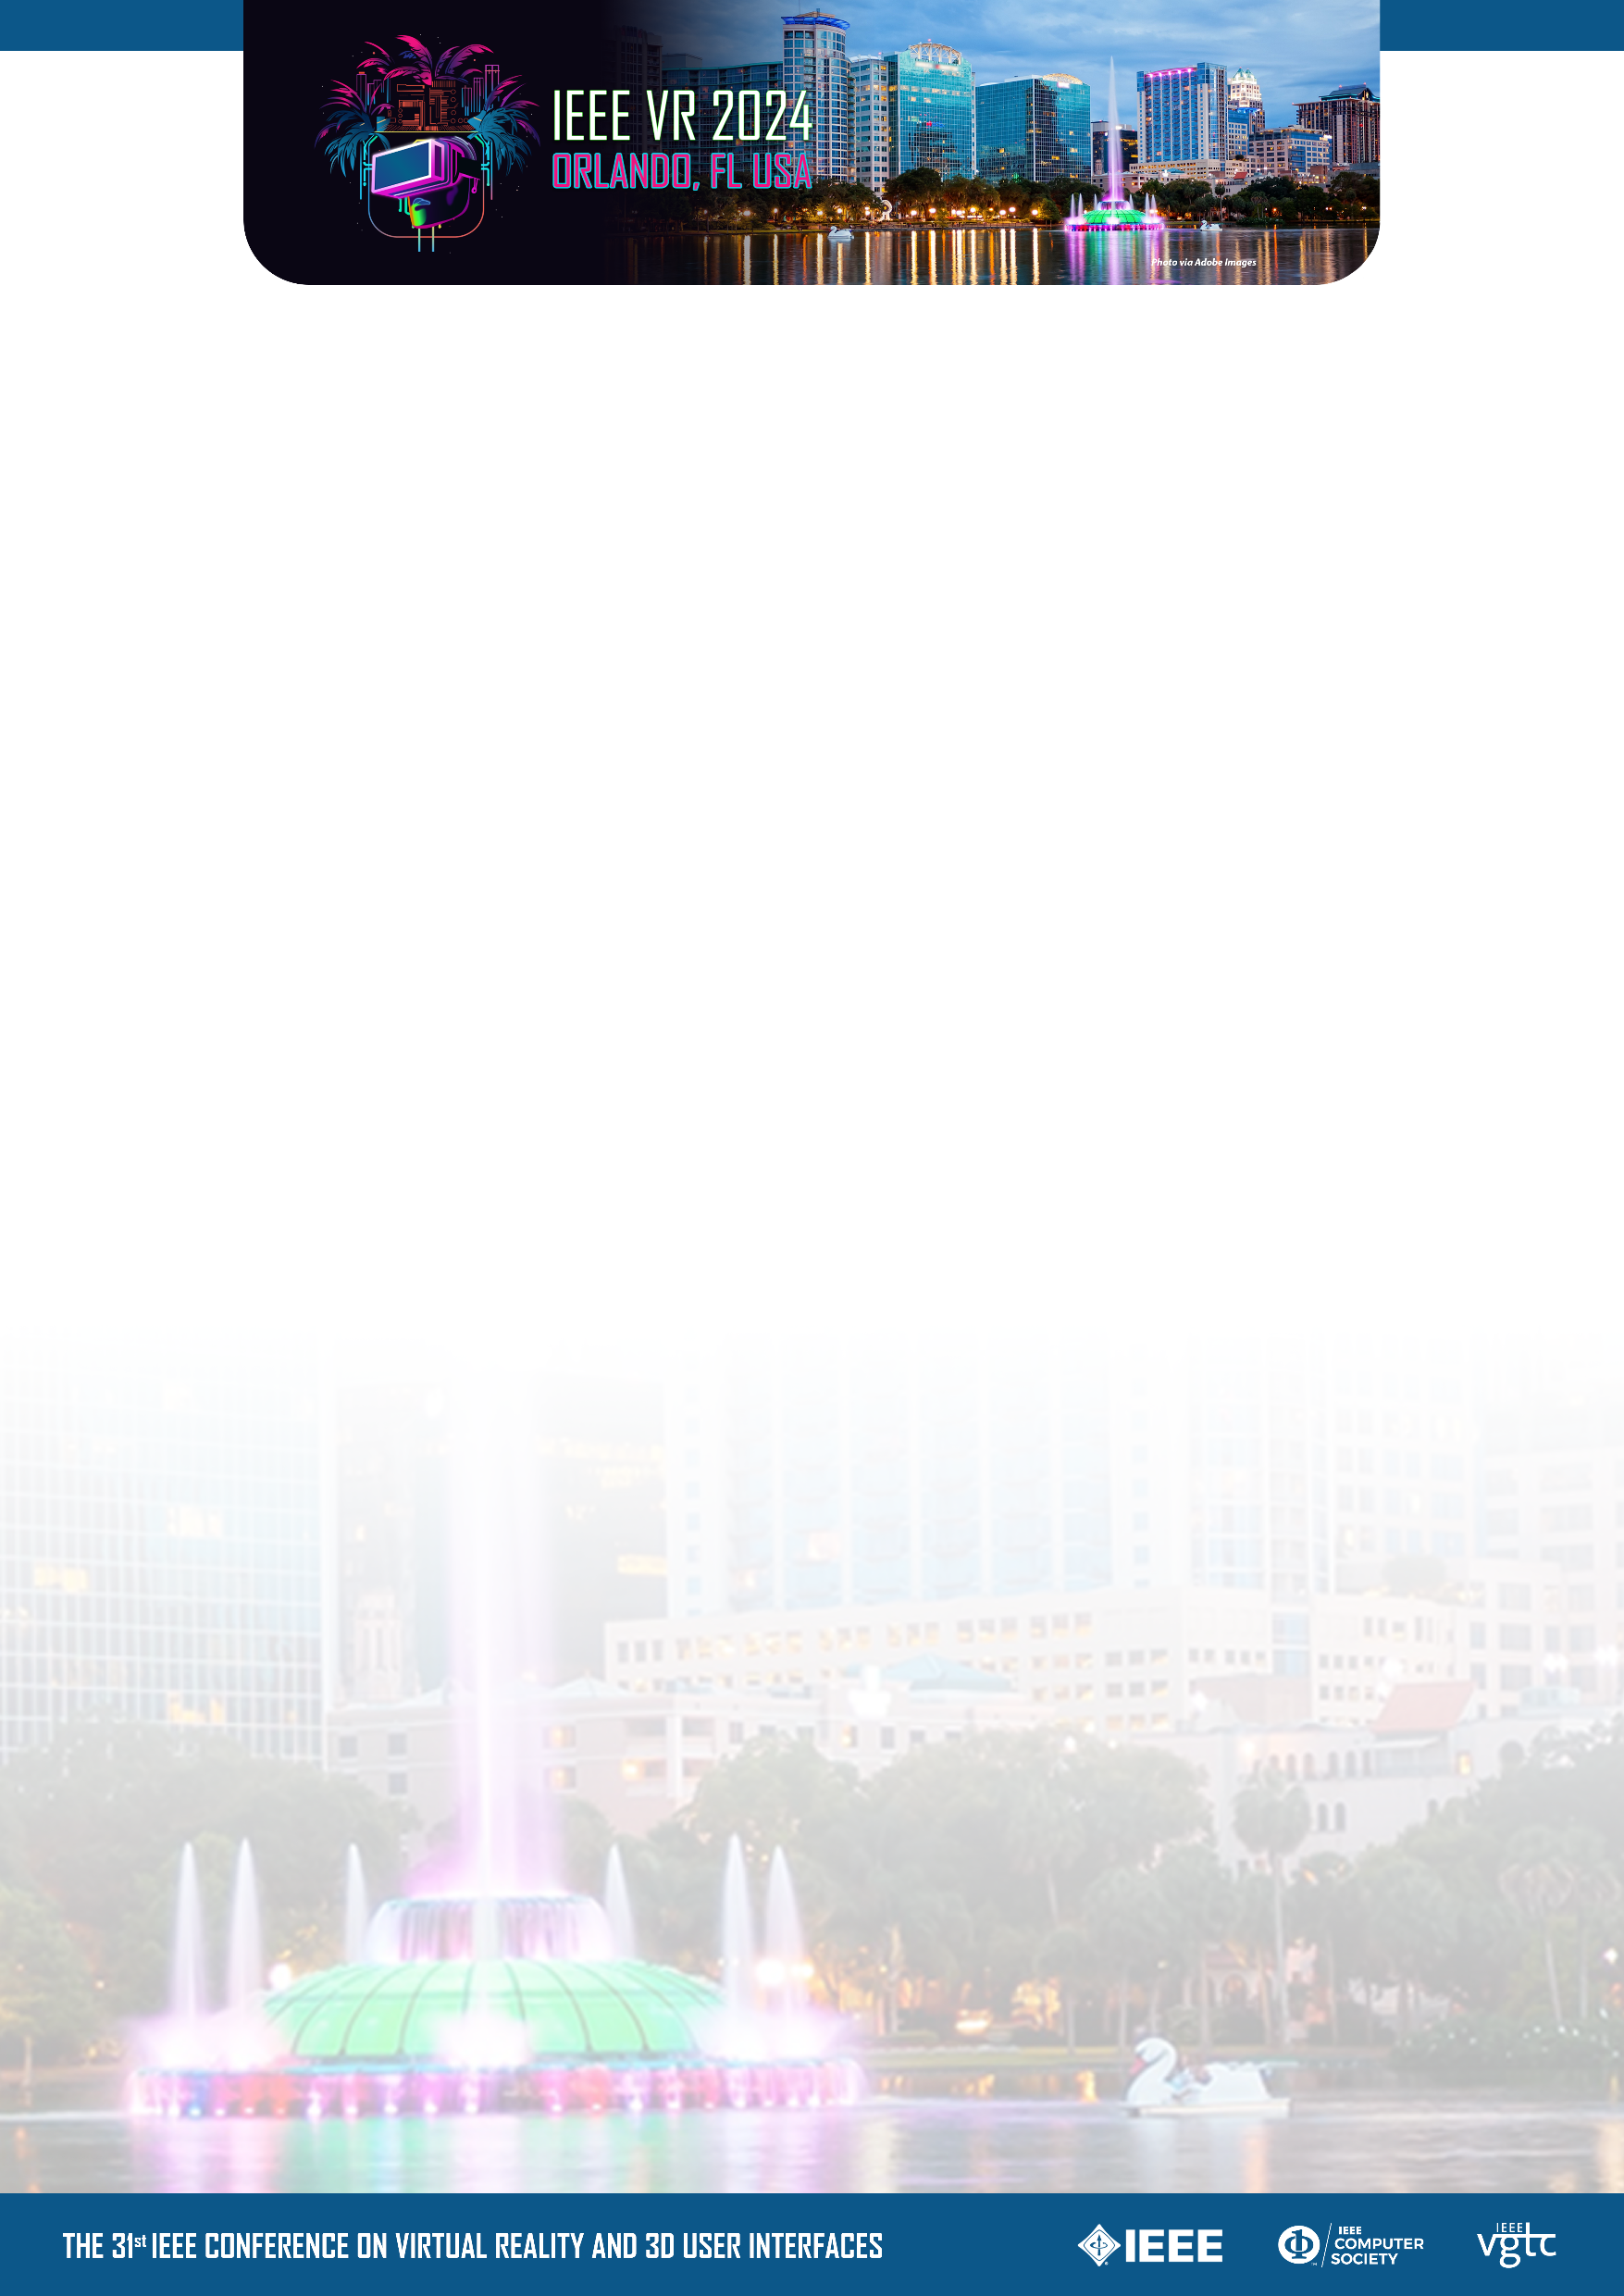 IEEE VR 2024
ORLANDO, FL USA
Photo via Adobe Images
THE 31st IEEE CONFERENCE ON VIRTUAL REALITY AND 3D USER INTERFACES
IEEE
IEEE
COMPUTER
SOCIETY
IEEE
vgtc